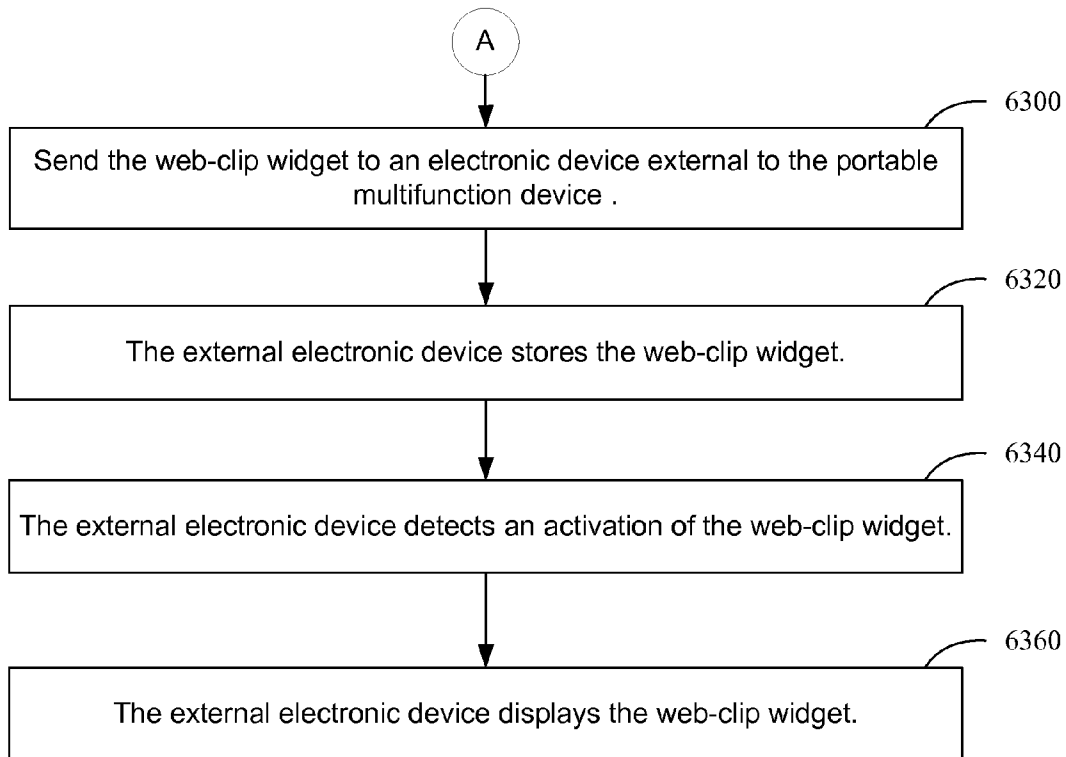 A
6300
Send the web-clip widget to an electronic device external to the portable
multifunction device .
6320
The external electronic device stores the web-clip widget.
6340
The external electronic device detects an activation of the web-clip widget.
6360
The external electronic device displays the web-clip widget.